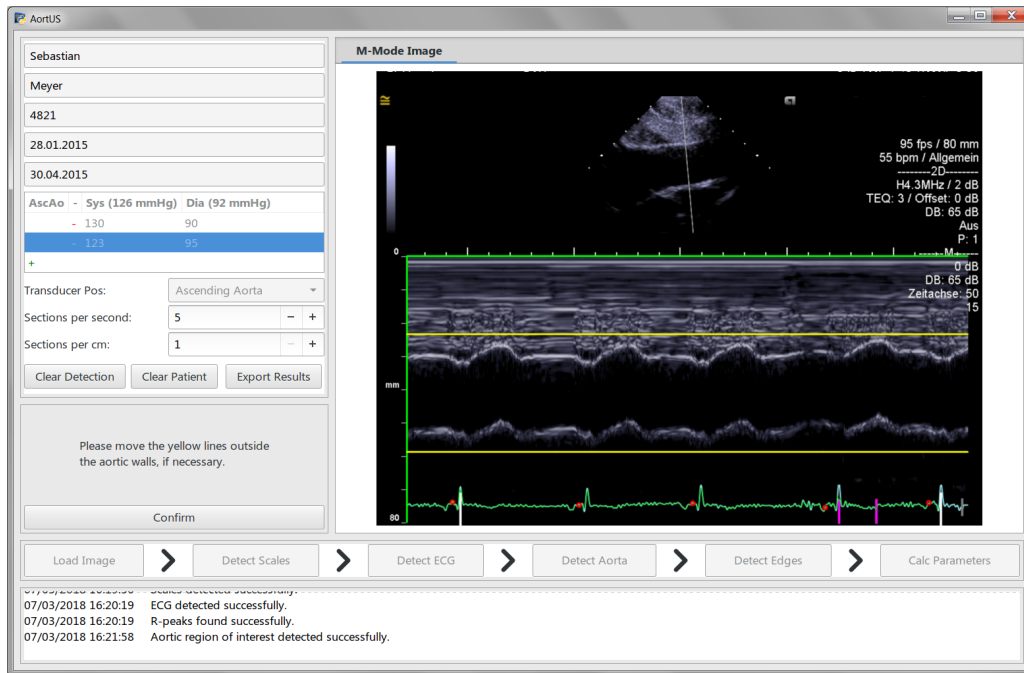 AortUS
Sebastian
Meyer
4821
28.01.2015
30.04.2015
AscAo - Sys (126 mmHg) Dia (92 mmHg)
- 130 90
- 123 95
+
Transducer Pos: Ascending Aorta
Sections per second: 5 - +
Sections per cm: 1 - +
Clear Detection Clear Patient Export Results
Please move the yellow lines outside
the aortic walls, if necessary.
Confirm
M-Mode Image
95 fps / 80 mm
55 bpm / Allgemein
--------2D--------
H4.3MHz / 2 dB
TEQ: 3 / Offset: 0 dB
DB: 65 dB
Aus
P: 1
M
0 dB
DB: 65 dB
Zeitachse: 50
15
0
mm
80
Load Image Detect Scales Detect ECG Detect Aorta Detect Edges Calc Parameters
Scales detected successfully.
07/03/2018 16:20:19 ECG detected successfully.
07/03/2018 16:20:19 R-peaks found successfully.
07/03/2018 16:21:58 Aortic region of interest detected successfully.